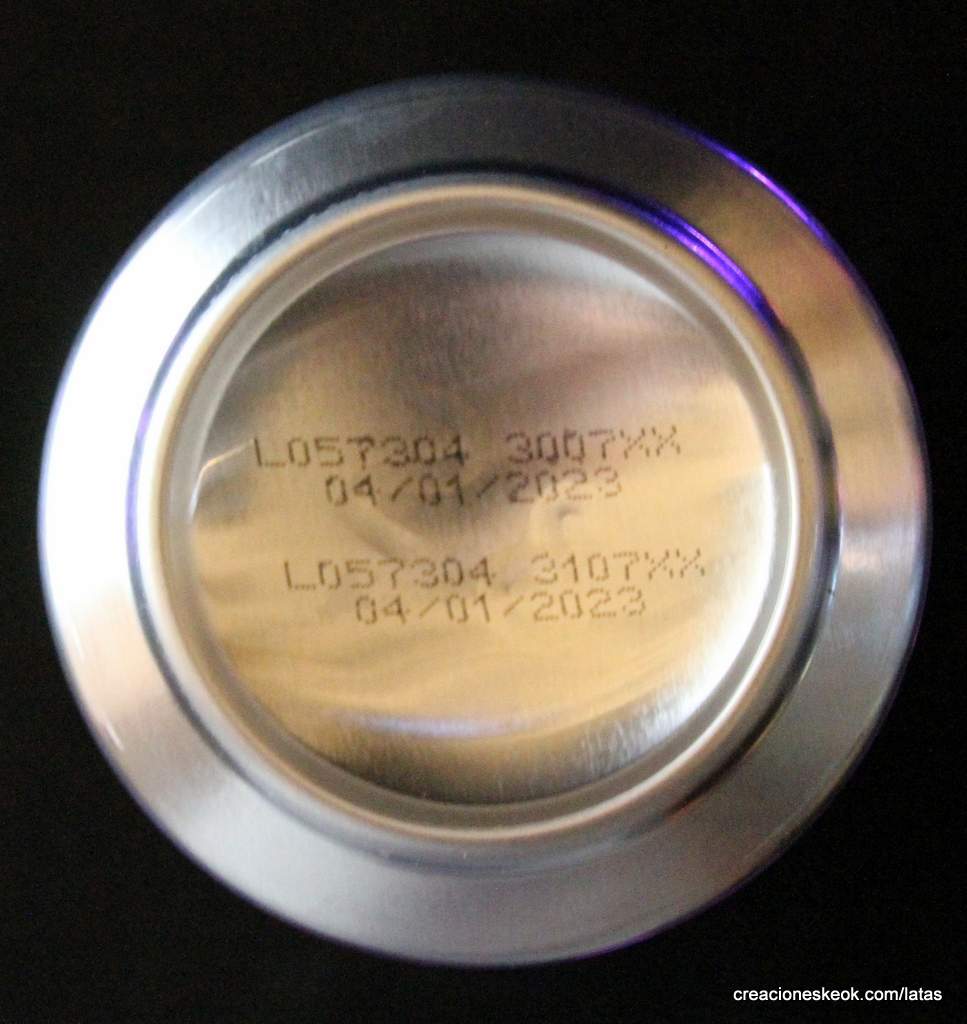 L057304 3007XX
04/01/2023
L057304 3107XX
04/01/2023
creacioneskeok.com/latas